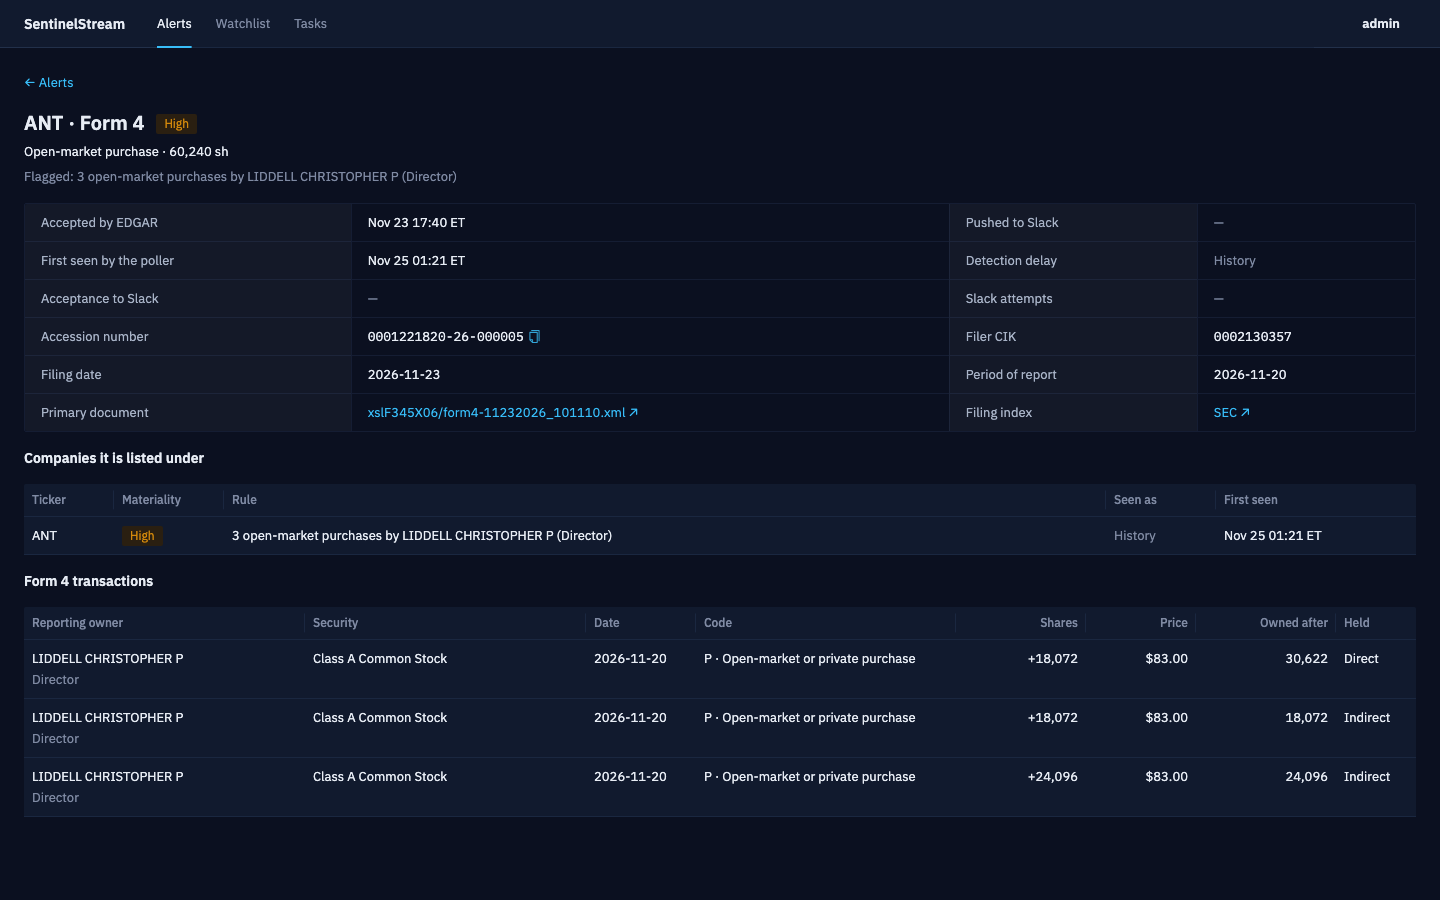 SentinelStream Alerts Watchlist Tasks admin
← Alerts
ANT · Form 4 High
Open-market purchase · 60,240 sh
Flagged: 3 open-market purchases by LIDDELL CHRISTOPHER P (Director)
Accepted by EDGAR Nov 23 17:40 ET Pushed to Slack —
First seen by the poller Nov 25 01:21 ET Detection delay History
Acceptance to Slack — Slack attempts —
Accession number 0001221820-26-000005 Filer CIK 0002130357
Filing date 2026-11-23 Period of report 2026-11-20
Primary document xslF345X06/form4-11232026_101110.xml ↗ Filing index SEC ↗
Companies it is listed under
Ticker Materiality Rule Seen as First seen
ANT High 3 open-market purchases by LIDDELL CHRISTOPHER P (Director) History Nov 25 01:21 ET
Form 4 transactions
Reporting owner Security Date Code Shares Price Owned after Held
LIDDELL CHRISTOPHER P Class A Common Stock 2026-11-20 P · Open-market or private purchase +18,072 $83.00 30,622 Direct
Director
LIDDELL CHRISTOPHER P Class A Common Stock 2026-11-20 P · Open-market or private purchase +18,072 $83.00 18,072 Indirect
Director
LIDDELL CHRISTOPHER P Class A Common Stock 2026-11-20 P · Open-market or private purchase +24,096 $83.00 24,096 Indirect
Director